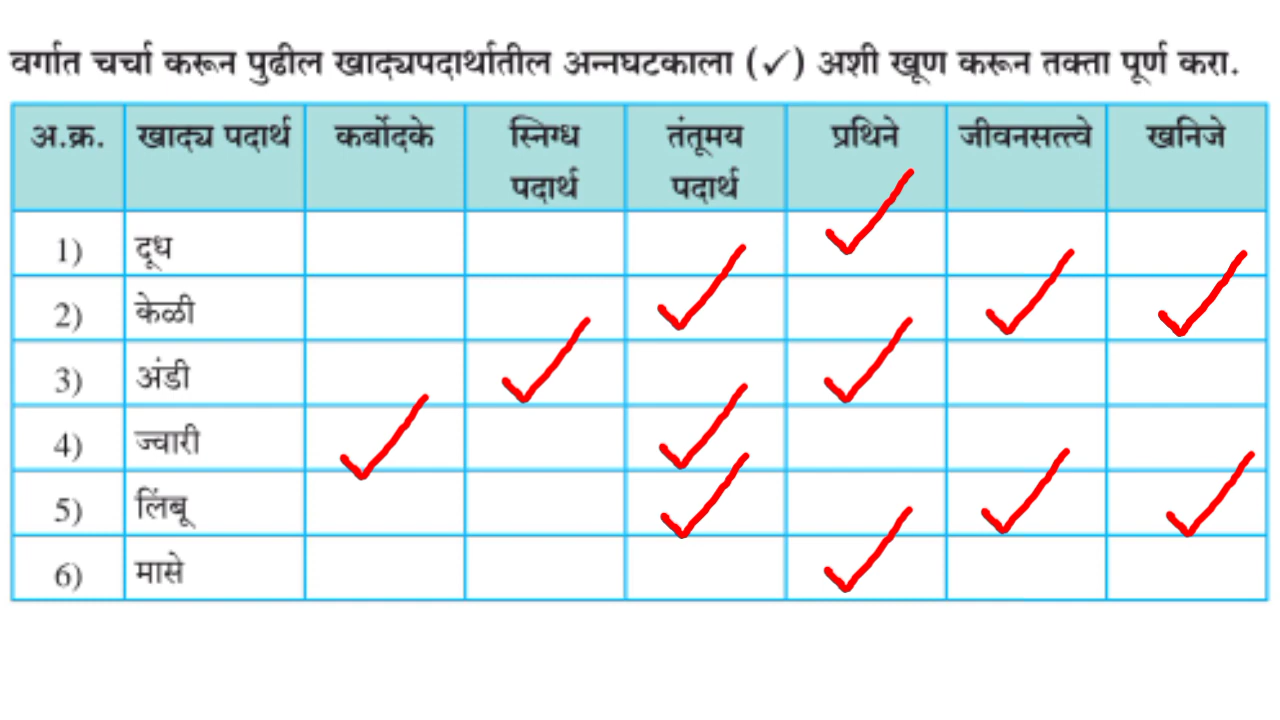 वर्गात चर्चा करून पुढील खाद्यपदार्थातील अन्नघटकाला (✓) अशी खूण करून तक्ता पूर्ण करा.
अ.क्र. खाद्य पदार्थ कर्बोदके स्निग्ध पदार्थ तंतूमय पदार्थ प्रथिने जीवनसत्त्वे खनिजे
1) दूध ✓
2) केळी ✓ ✓ ✓
3) अंडी ✓ ✓
4) ज्वारी ✓ ✓
5) लिंबू ✓ ✓ ✓
6) मासे ✓